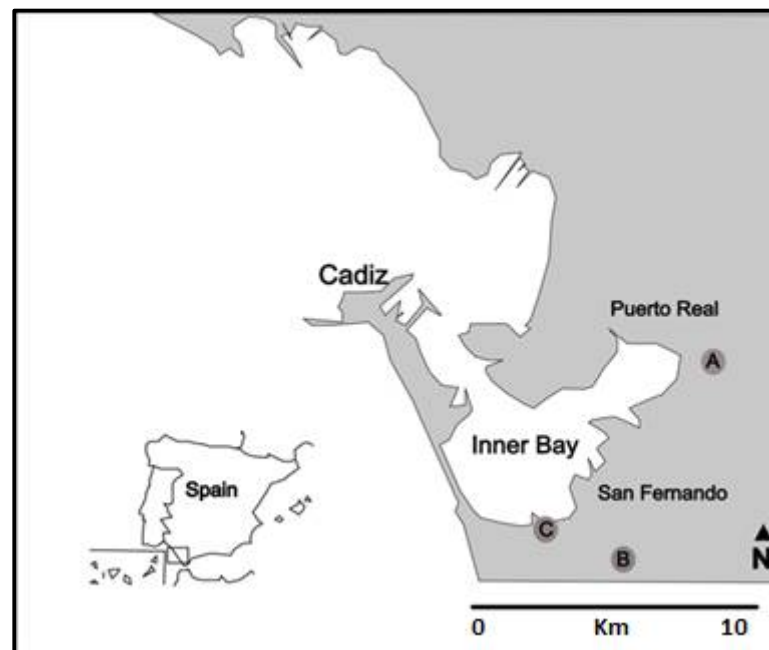 Cadiz
Puerto Real
A
Inner Bay
Spain
San Fernando
C
B
N
0 Km 10